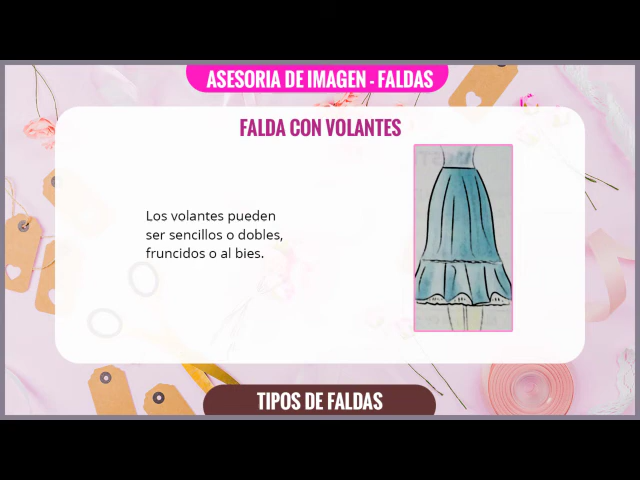 ASESORIA DE IMAGEN - FALDAS
FALDA CON VOLANTES
Los volantes pueden
ser sencillos o dobles,
fruncidos o al bies.
TIPOS DE FALDAS